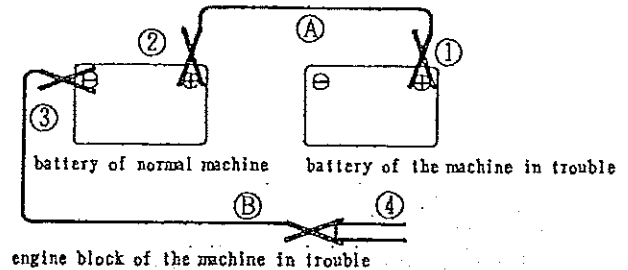 Ⓐ
② ①
⊖ ⊕ ⊖ ⊕
③
battery of normal machine battery of the machine in trouble
Ⓑ ④
engine block of the machine in trouble